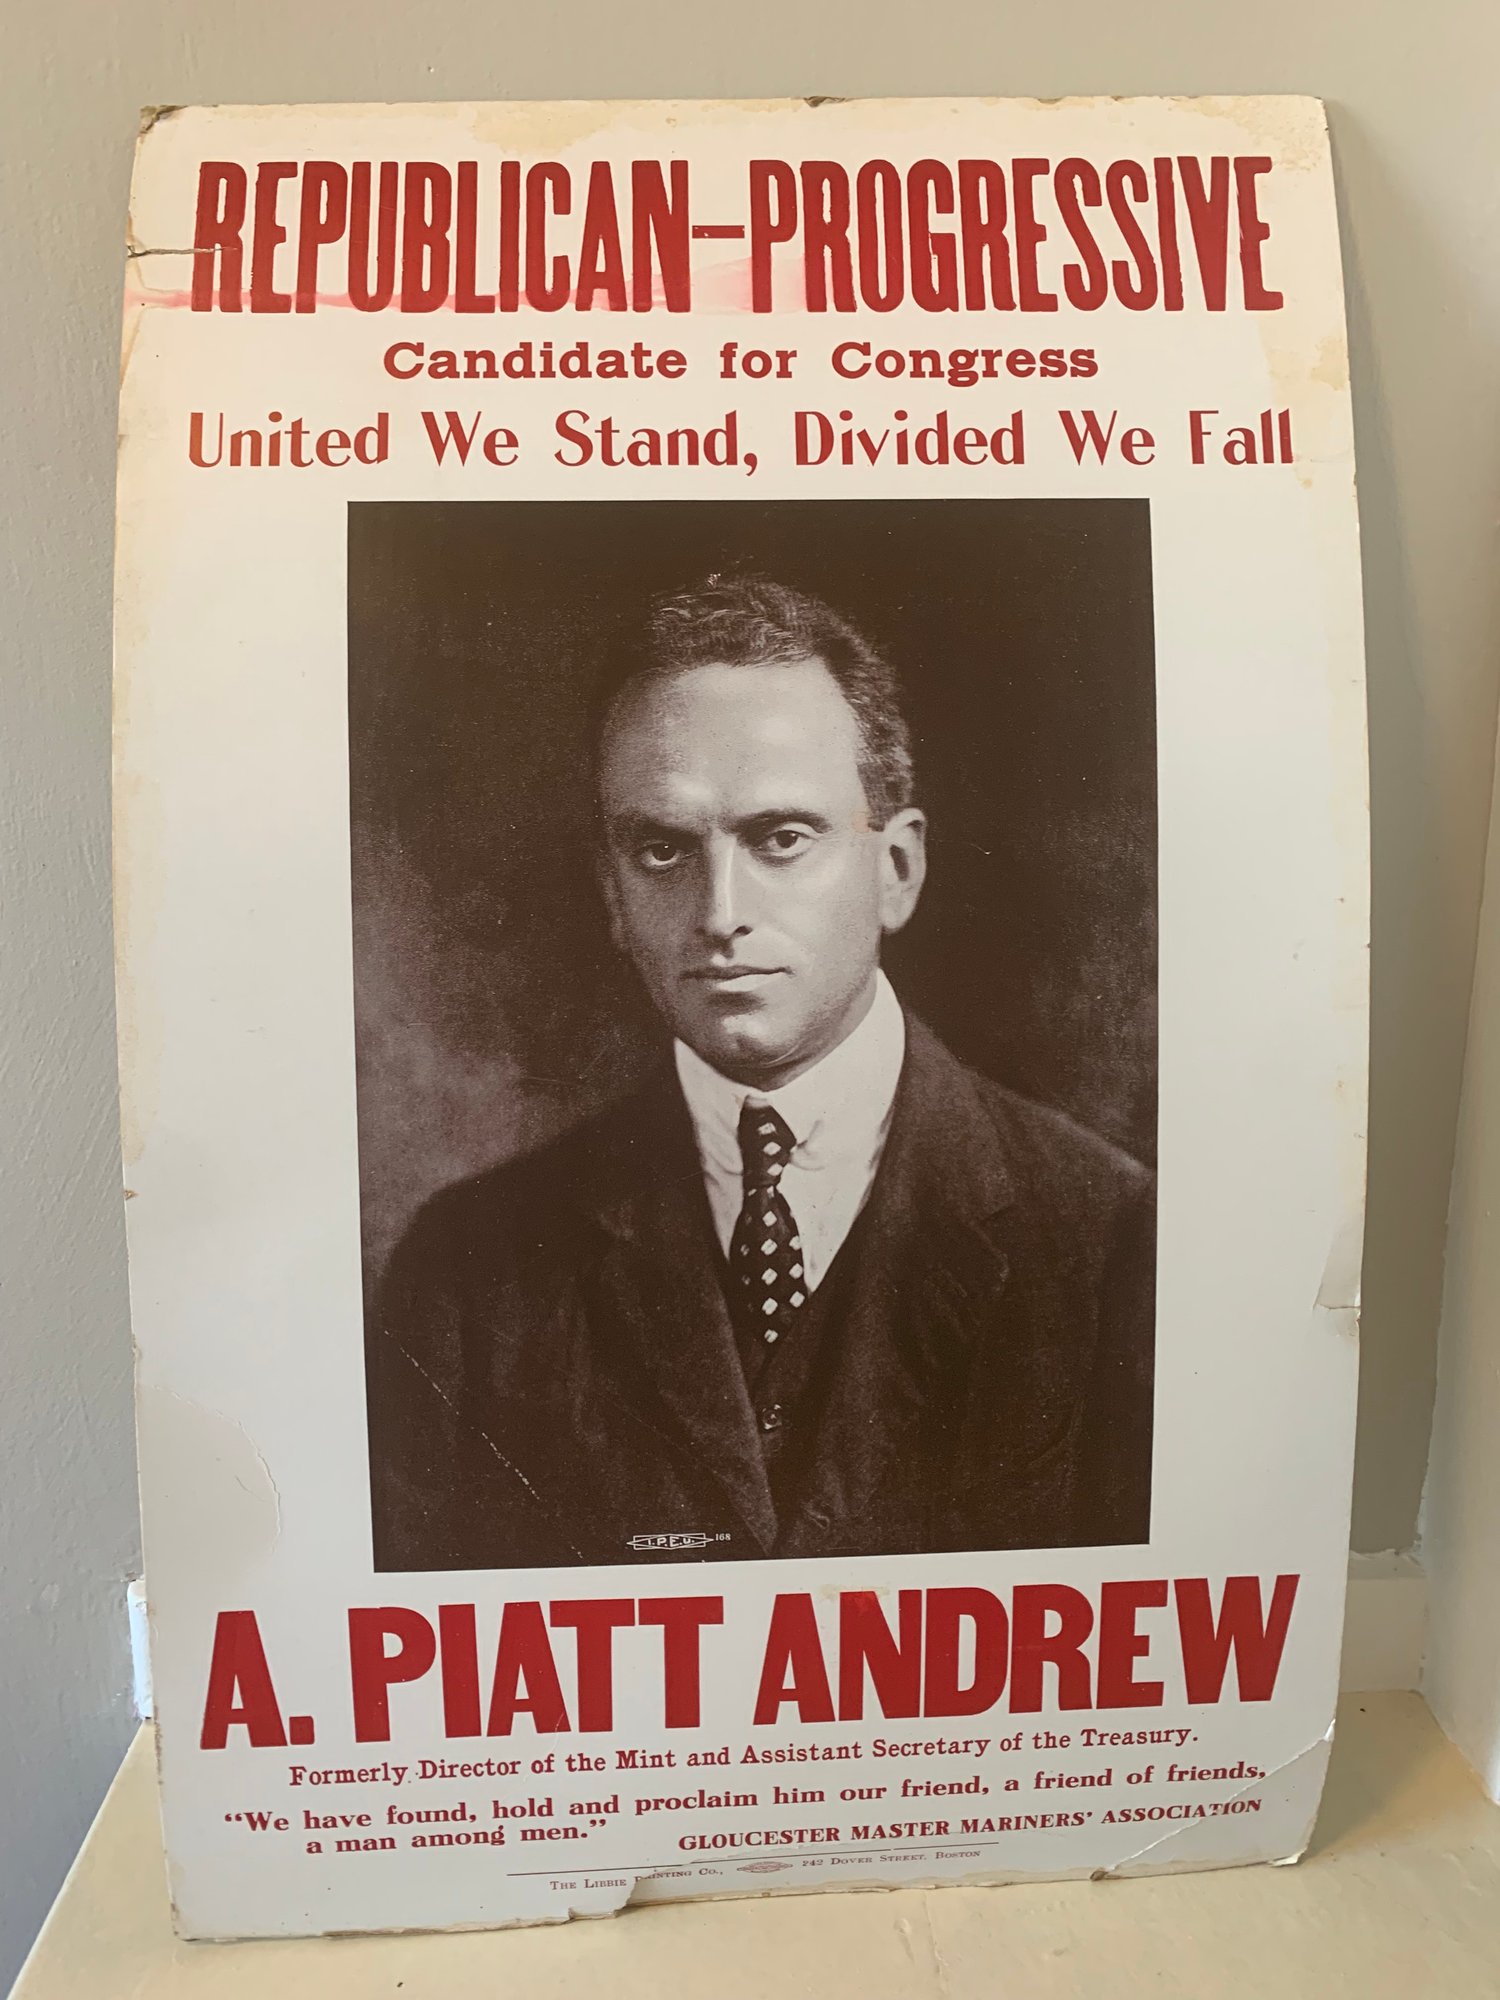 REPUBLICAN-PROGRESSIVE
Candidate for Congress
United We Stand, Divided We Fall
I.P.E.U. 168
A. PIATT ANDREW
Formerly Director of the Mint and Assistant Secretary of the Treasury.
“We have found, hold and proclaim him our friend, a friend of friends,
a man among men.” GLOUCESTER MASTER MARINERS’ ASSOCIATION
THE LIBBIE PRINTING CO., 242 DOVER STREET, BOSTON